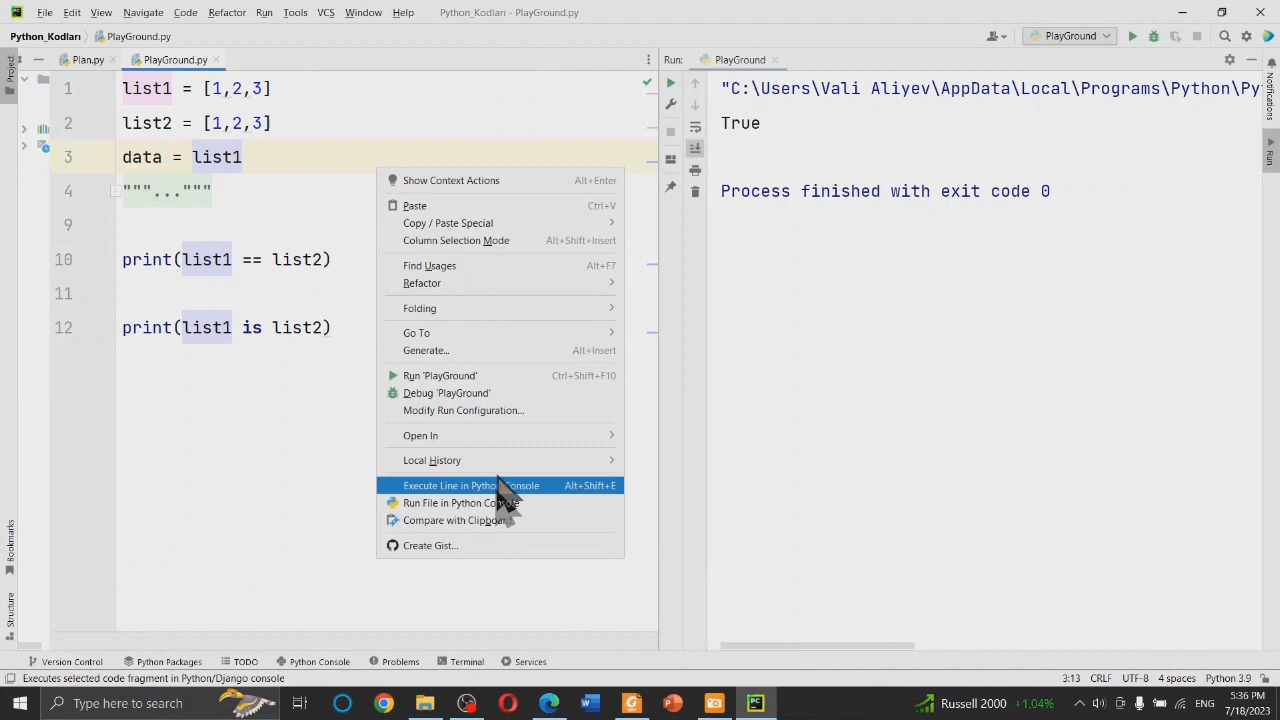 File Edit View Navigate Code Refactor Run Tools VCS Window Help Python_Kodları - PlayGround.py
Python_Kodları PlayGround.py PlayGround
Project
Plan.py PlayGround.py
Run: PlayGround
1 list1 = [1,2,3]
2 list2 = [1,2,3]
3 data = list1
4 """..."""
9
10 print(list1 == list2)
11
12 print(list1 is list2)
Show Context Actions Alt+Enter
Paste Ctrl+V
Copy / Paste Special
Column Selection Mode Alt+Shift+Insert
Find Usages Alt+F7
Refactor
Folding
Go To
Generate... Alt+Insert
Run 'PlayGround' Ctrl+Shift+F10
Debug 'PlayGround'
Modify Run Configuration...
Open In
Local History
Execute Line in Python Console Alt+Shift+E
Run File in Python Console
Compare with Clipboard
Create Gist...
"C:\Users\Vali Aliyev\AppData\Local\Programs\Python\Py
True
Process finished with exit code 0
Notifications
Run
Bookmarks
Structure
Version Control Python Packages TODO Python Console Problems Terminal Services
Executes selected code fragment in Python/Django console 3:13 CRLF UTF-8 4 spaces Python 3.9
Type here to search
PC
Russell 2000 +1.04% ENG
5:36 PM
7/18/2023